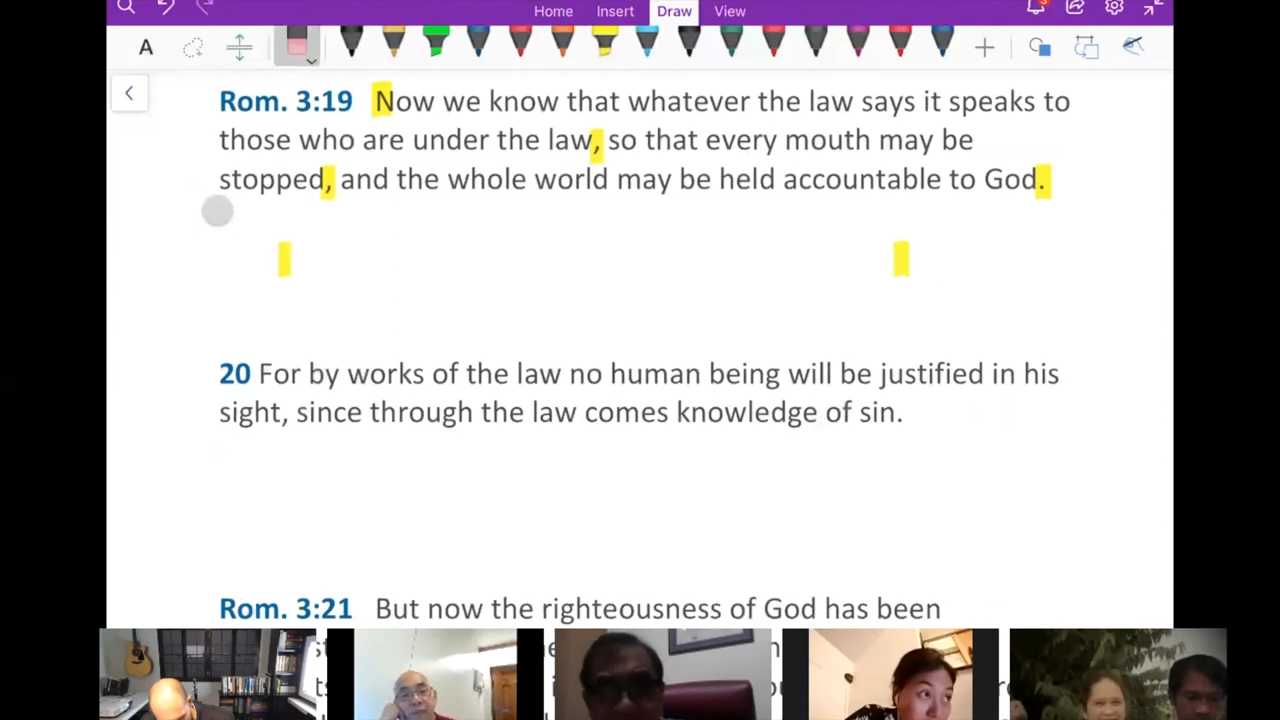 Home Insert Draw View
3
A
Rom. 3:19 Now we know that whatever the law says it speaks to
those who are under the law, so that every mouth may be
stopped, and the whole world may be held accountable to God.
20 For by works of the law no human being will be justified in his
sight, since through the law comes knowledge of sin.
Rom. 3:21 But now the righteousness of God has been